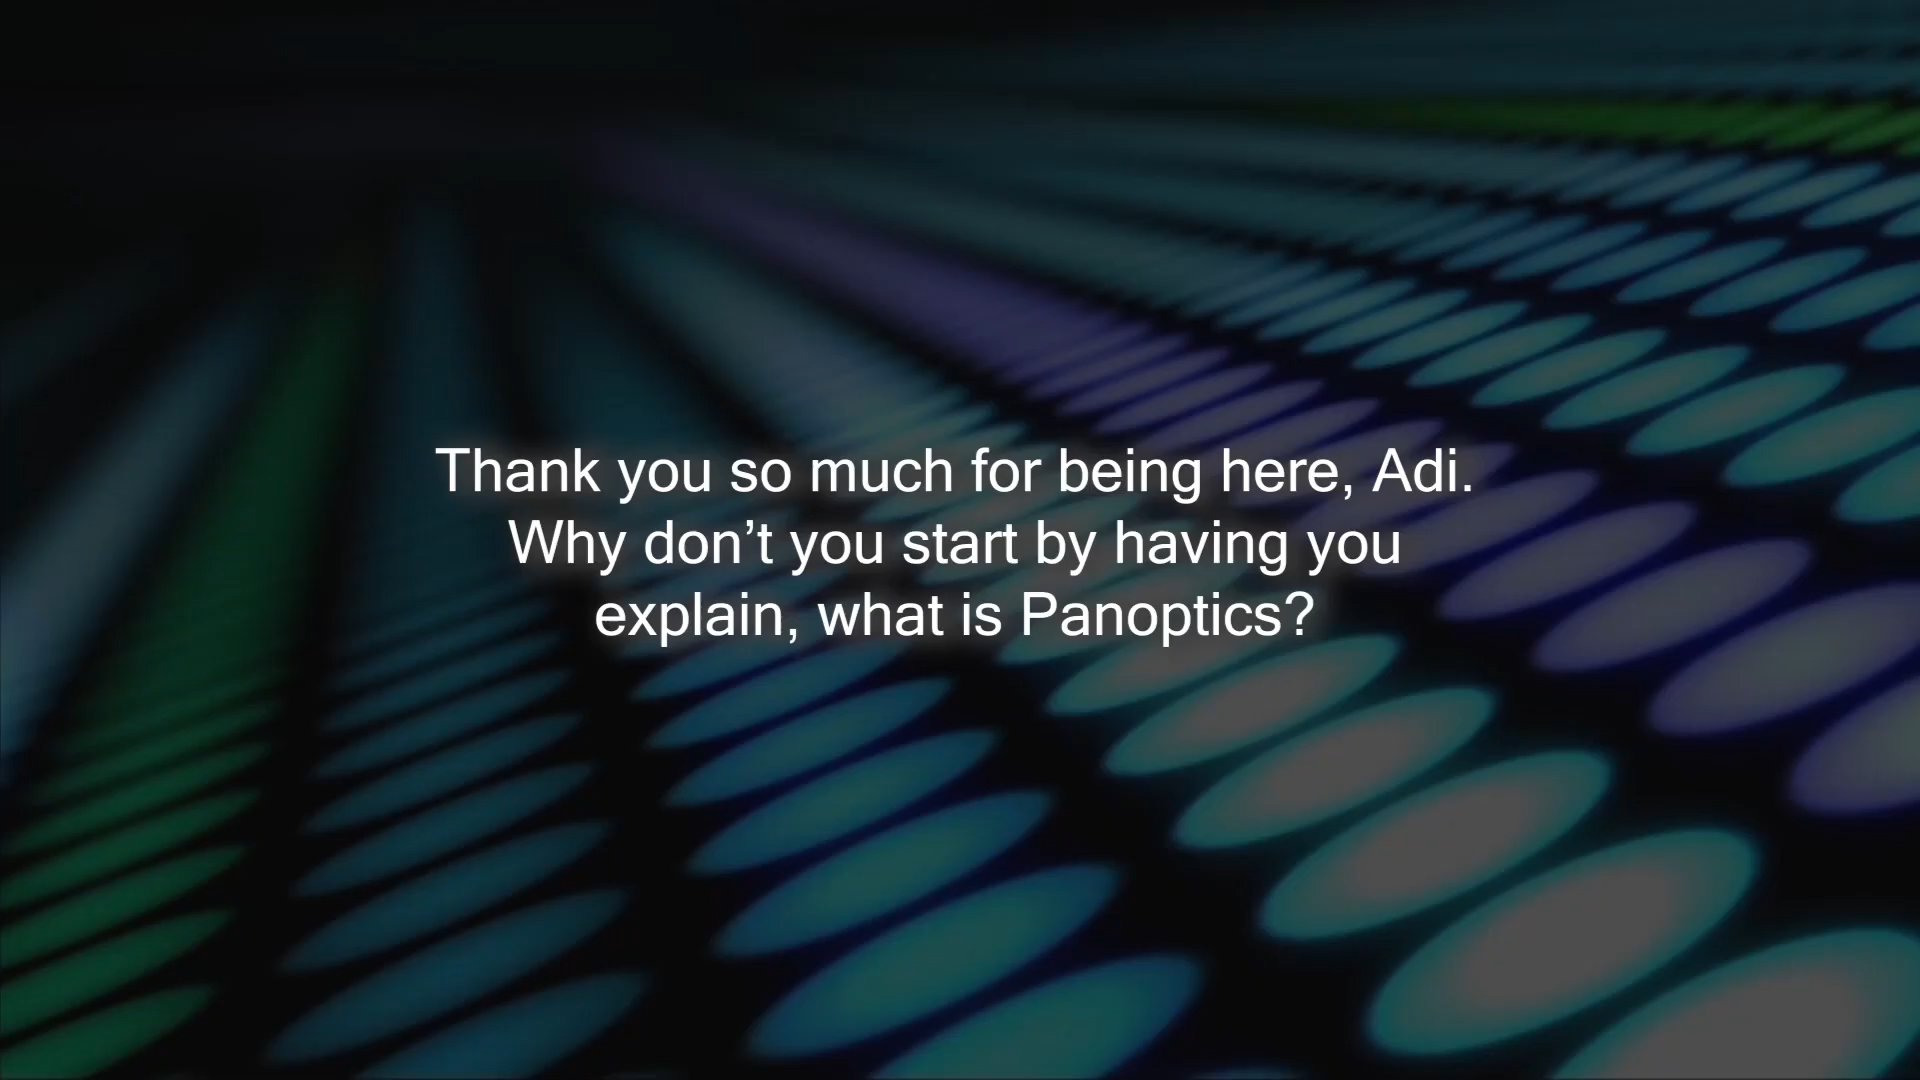 Thank you so much for being here, Adi.
Why don’t you start by having you
explain, what is Panoptics?